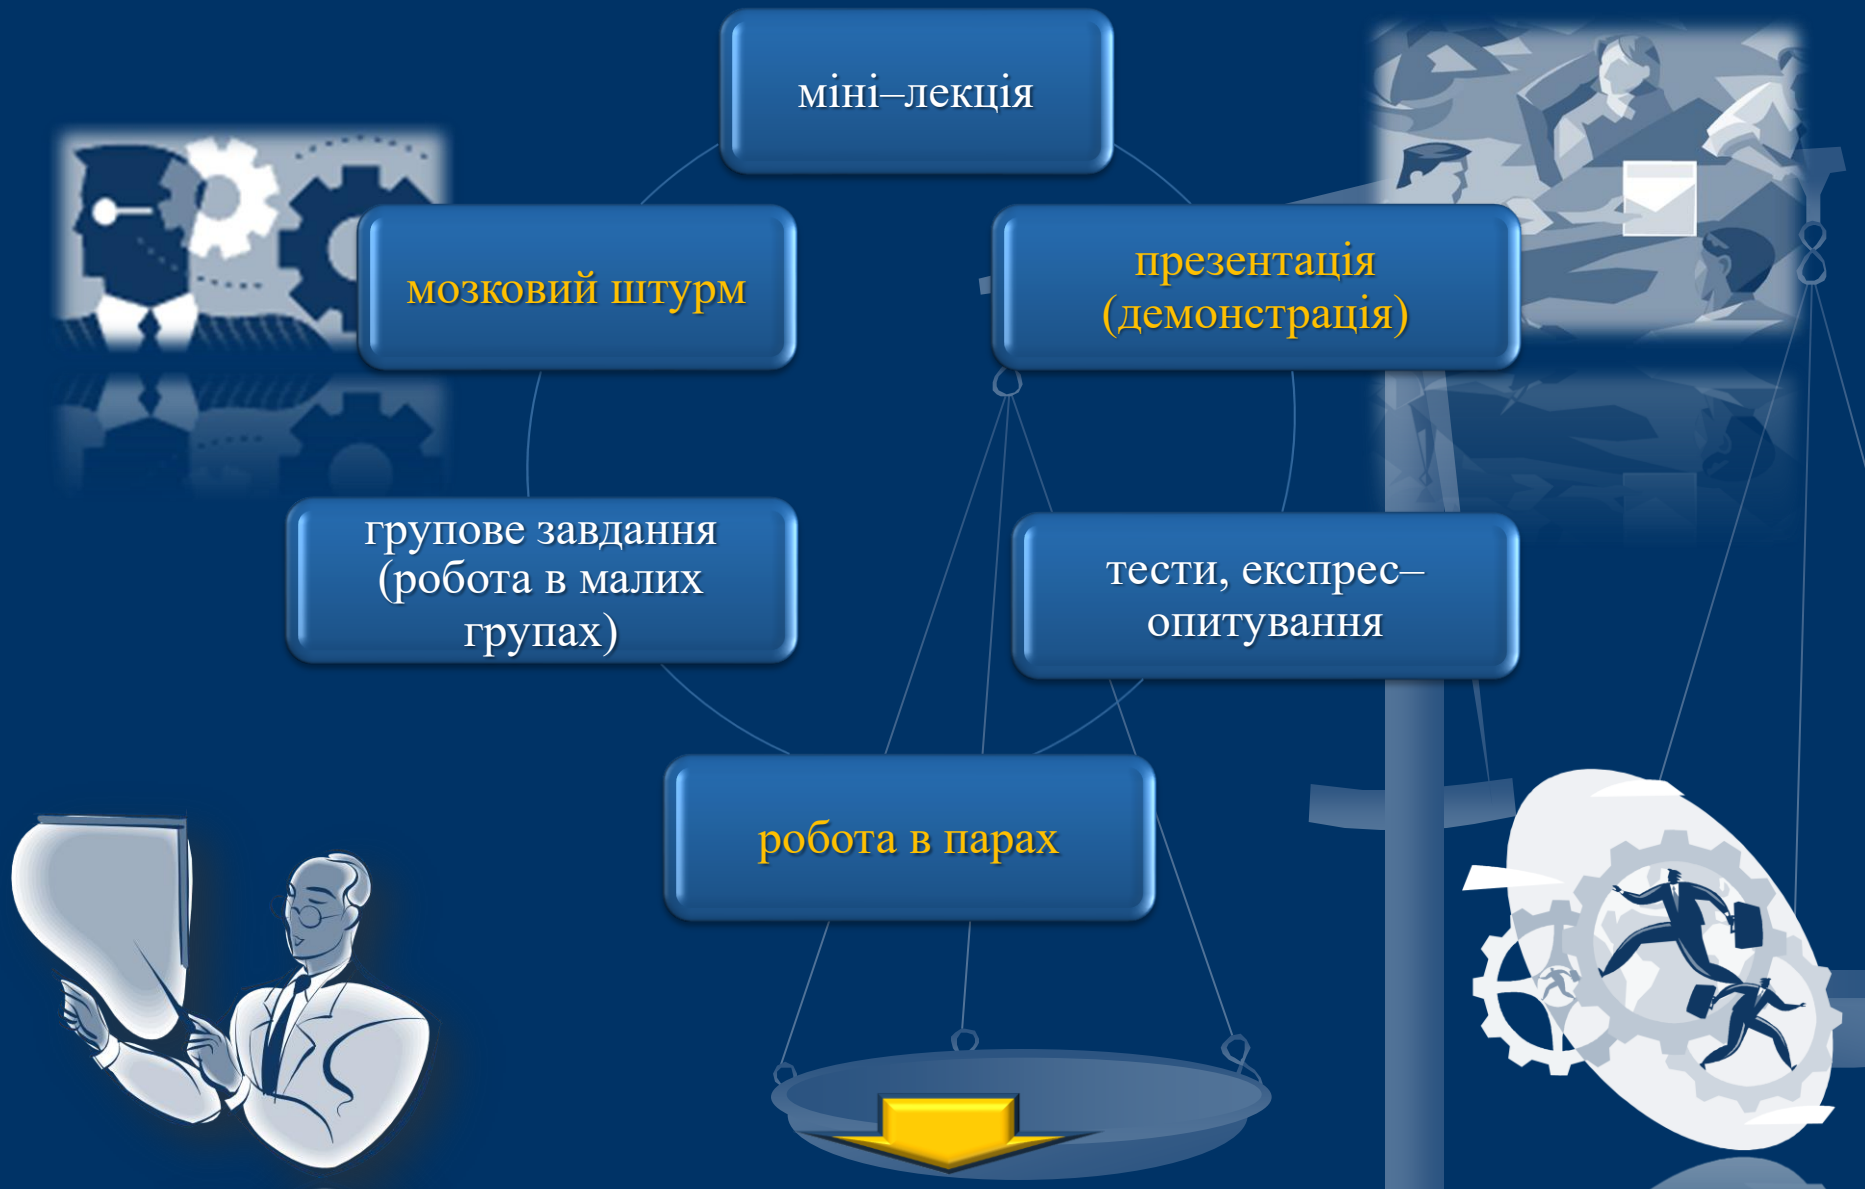 міні–лекція
мозковий штурм
презентація
(демонстрація)
групове завдання
(робота в малих
групах)
тести, експрес–
опитування
робота в парах